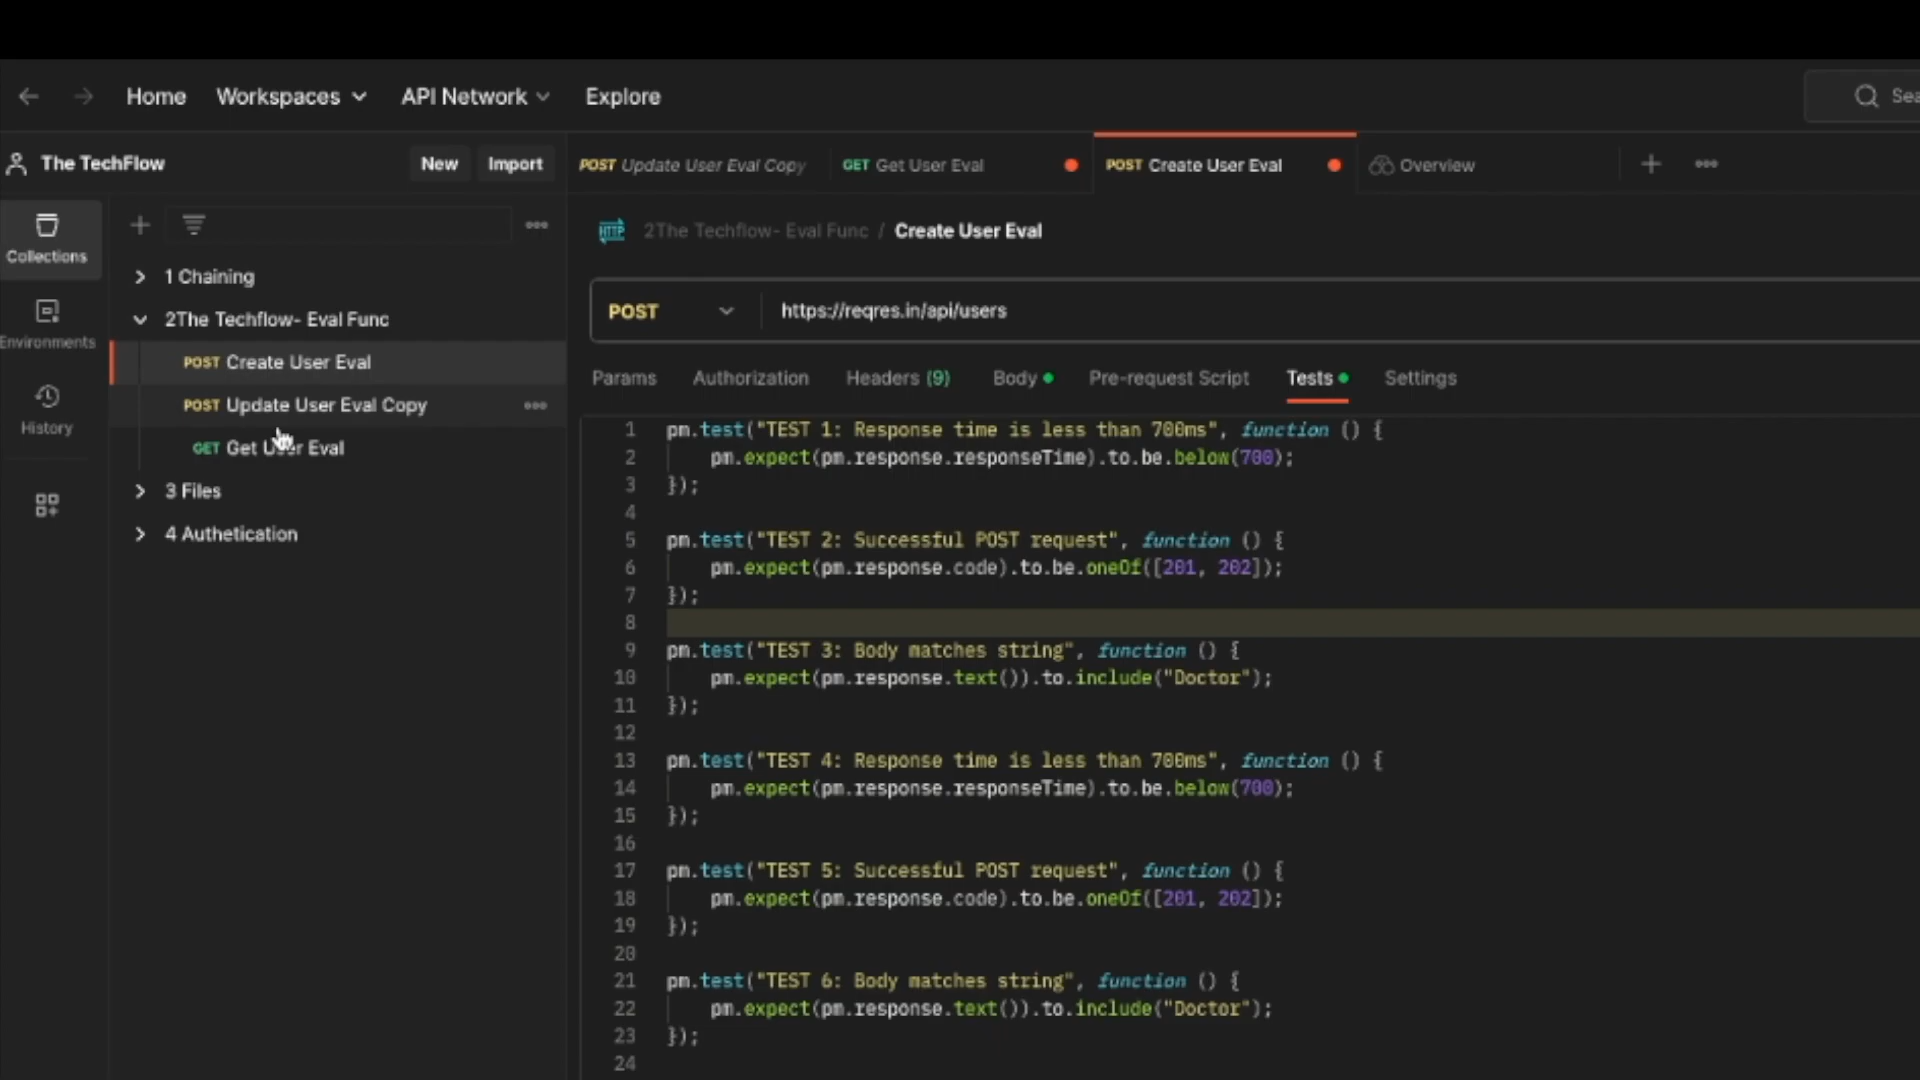 Home Workspaces API Network Explore Sea
The TechFlow New Import
POST Update User Eval Copy GET Get User Eval POST Create User Eval Overview
Collections
Environments
History
1 Chaining
2The Techflow- Eval Func
POST Create User Eval
POST Update User Eval Copy
GET Get User Eval
3 Files
4 Authetication
HTTP 2The Techflow- Eval Func / Create User Eval
POST https://reqres.in/api/users
Params Authorization Headers (9) Body Pre-request Script Tests Settings
1 pm.test("TEST 1: Response time is less than 700ms", function () {
2 pm.expect(pm.response.responseTime).to.be.below(700);
3 });
4
5 pm.test("TEST 2: Successful POST request", function () {
6 pm.expect(pm.response.code).to.be.oneOf([201, 202]);
7 });
8
9 pm.test("TEST 3: Body matches string", function () {
10 pm.expect(pm.response.text()).to.include("Doctor");
11 });
12
13 pm.test("TEST 4: Response time is less than 700ms", function () {
14 pm.expect(pm.response.responseTime).to.be.below(700);
15 });
16
17 pm.test("TEST 5: Successful POST request", function () {
18 pm.expect(pm.response.code).to.be.oneOf([201, 202]);
19 });
20
21 pm.test("TEST 6: Body matches string", function () {
22 pm.expect(pm.response.text()).to.include("Doctor");
23 });
24